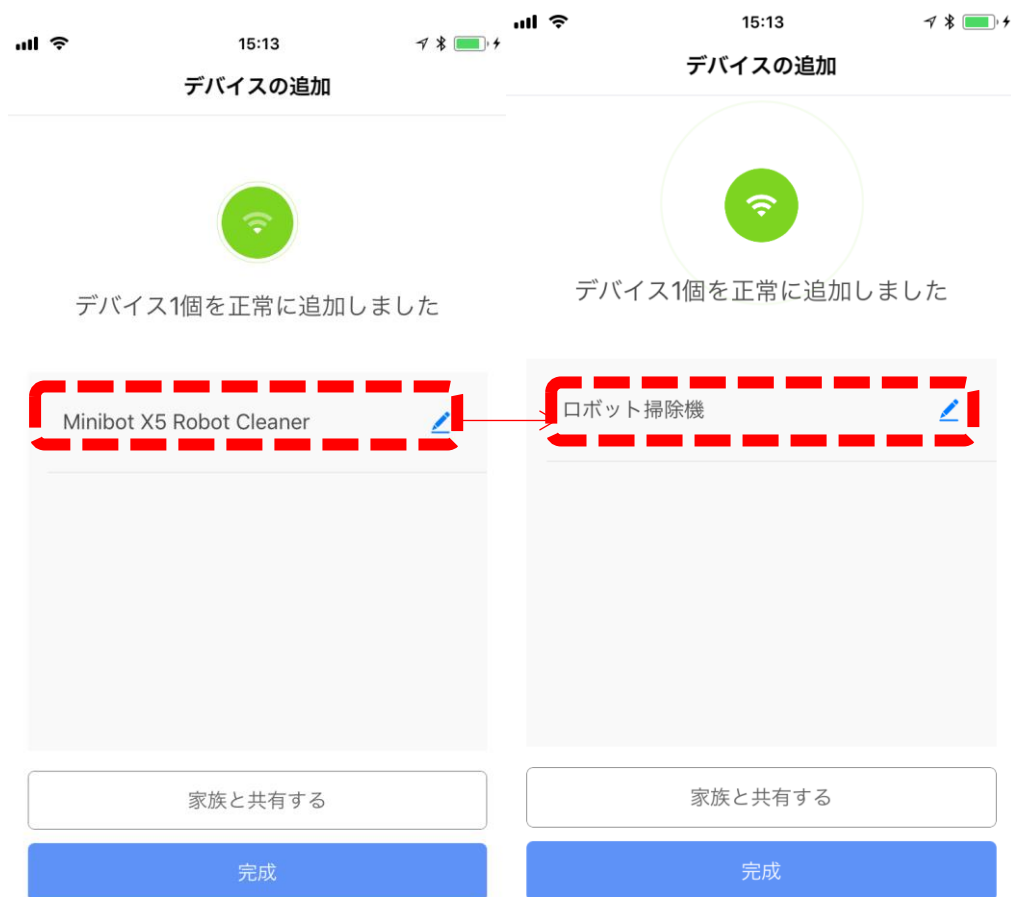 15:13
デバイスの追加
デバイス1個を正常に追加しました
Minibot X5 Robot Cleaner
家族と共有する
完成
15:13
デバイスの追加
デバイス1個を正常に追加しました
ロボット掃除機
家族と共有する
完成